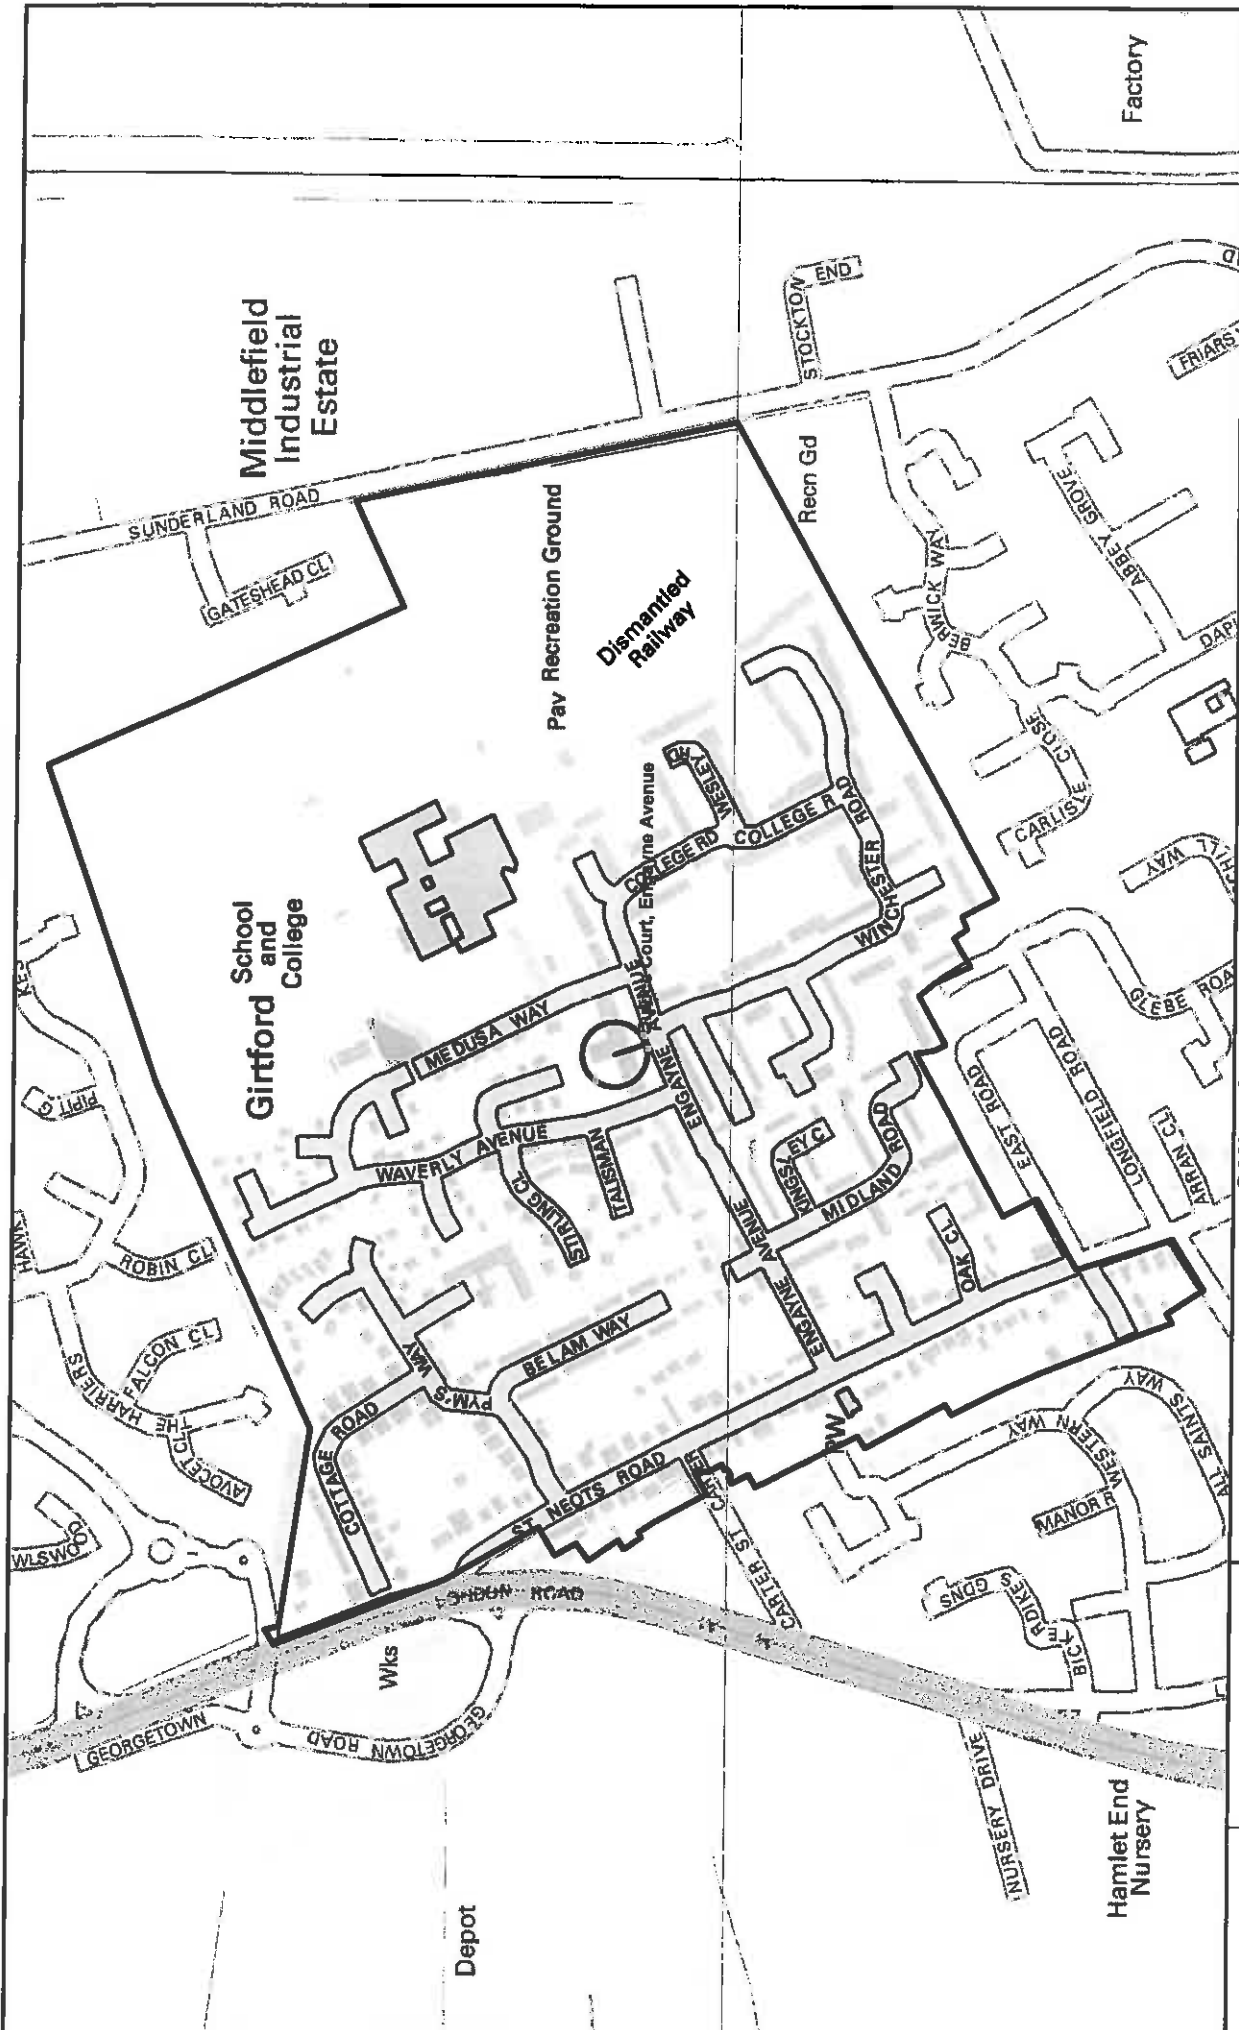 Factory
Middlefield
Industrial
Estate
STOCKTON END
FRIARS
SUNDERLAND ROAD
GATESHEAD CL
Recn Gd
Recreation Ground
Pav
Dismantled
Railway
ABBEY GROVE
BERWICK WAY
CARLISLE CLOSE
WESLEY
COLLEGE RD
COLLEGE R
WINCHESTER ROAD
Court, Engayne Avenue
School
and
College
Girtford
MEDUSA WAY
AVENUE
ENGAYNE
WAVERLY AVENUE
STIRLING CL
TALISMAN
KINGSLEY C
MIDLAND ROAD
ENGAYNE AVENUE
OAK CL
EAST ROAD
LONGFIELD ROAD
ARRAN CL
GLEBE ROA
WAY
PIPIT G
HAWK
ROBIN CL
FALCON CL
THE HARRIERS
AVOCET CL
WLSWOOD
PYM'S WAY
BELAM WAY
COTTAGE ROAD
ST NEOTS ROAD
CARTER ST
WESTERN WAY
ALL SAINTS WAY
MANOR R
NURSERY DRIVE
GEORGETOWN
GEORGETOWN ROAD
Wks
Depot
Hamlet End
Nursery